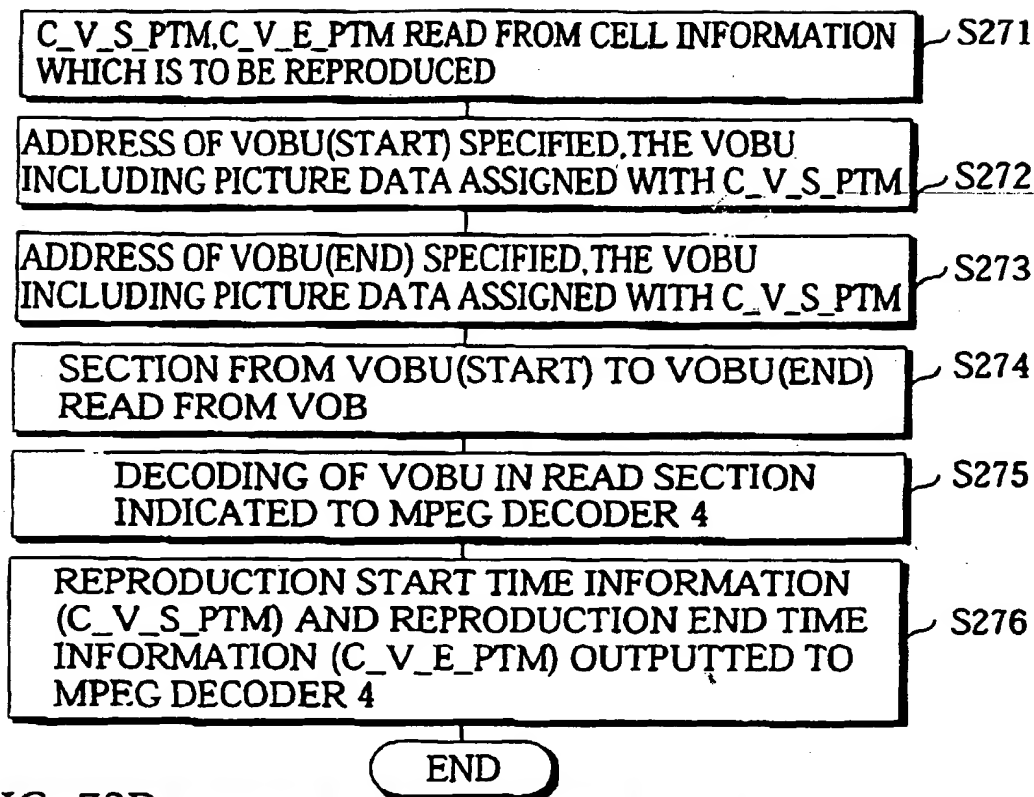 C_V_S_PTM,C_V_E_PTM READ FROM CELL INFORMATION
WHICH IS TO BE REPRODUCED
S271
ADDRESS OF VOBU(START) SPECIFIED,THE VOBU
INCLUDING PICTURE DATA ASSIGNED WITH C_V_S_PTM
S272
ADDRESS OF VOBU(END) SPECIFIED,THE VOBU
INCLUDING PICTURE DATA ASSIGNED WITH C_V_S_PTM
S273
SECTION FROM VOBU(START) TO VOBU(END)
READ FROM VOB
S274
DECODING OF VOBU IN READ SECTION
INDICATED TO MPEG DECODER 4
S275
REPRODUCTION START TIME INFORMATION
(C_V_S_PTM) AND REPRODUCTION END TIME
INFORMATION (C_V_E_PTM) OUTPUTTED TO
MPEG DECODER 4
S276
END